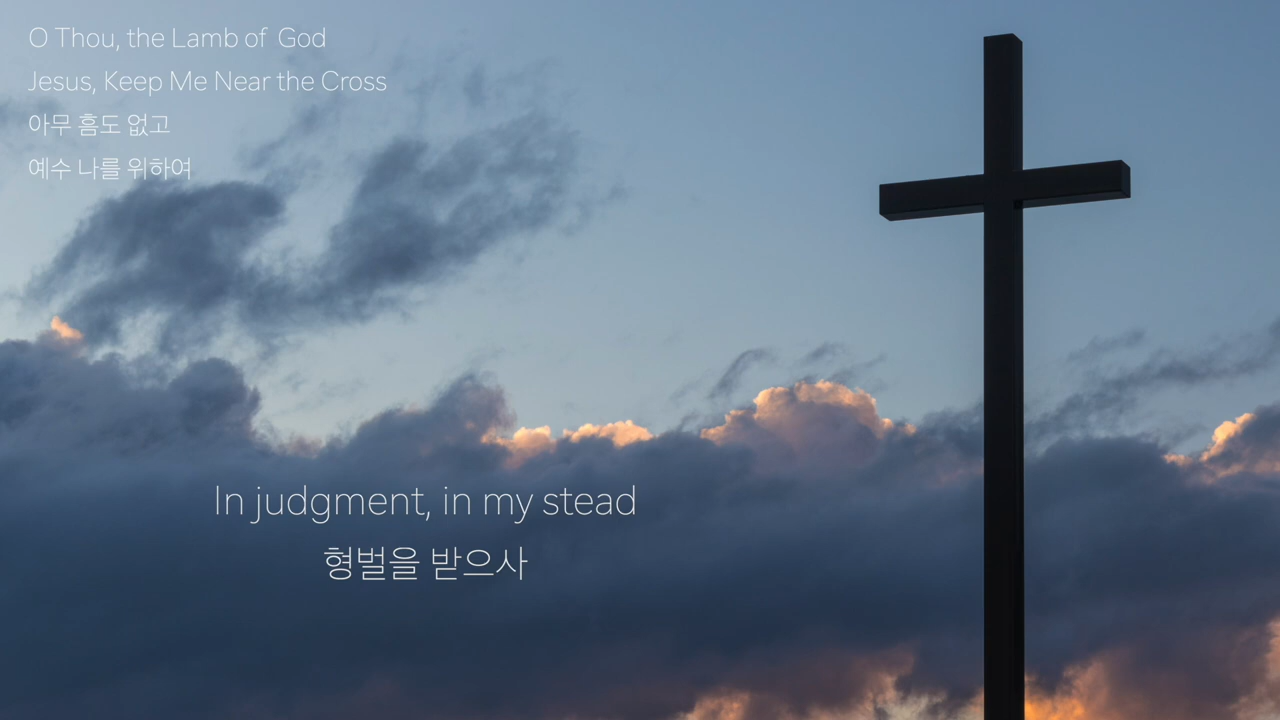 O Thou, the Lamb of God
Jesus, Keep Me Near the Cross
아무 흠도 없고
예수 나를 위하여
In judgment, in my stead
형벌을 받으사